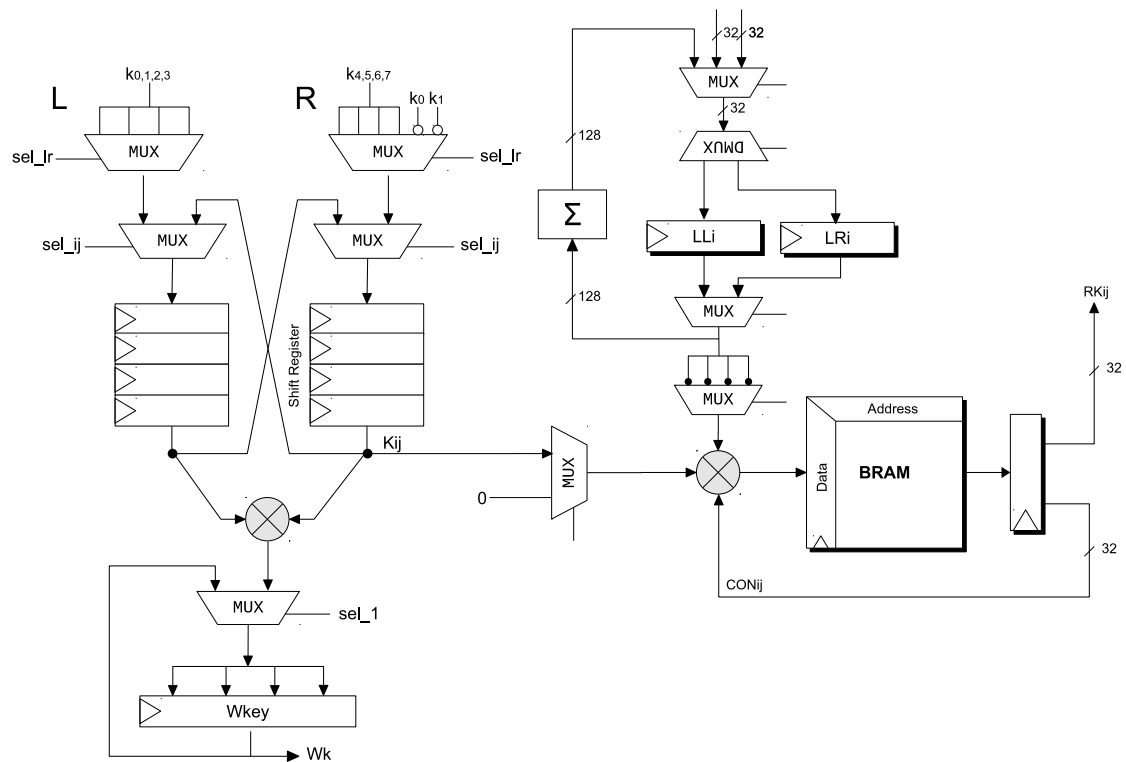 32 32
k0,1,2,3
k4,5,6,7
L
R
k0 k1
MUX
32
MUX
MUX
128
sel_lr
sel_lr
DMUX
Σ
MUX
MUX
LLi
LRi
sel_ij
sel_ij
128
MUX
RKij
Shift Register
32
MUX
Address
Kij
MUX
Data
BRAM
0
32
CONij
MUX
sel_1
Wkey
Wk